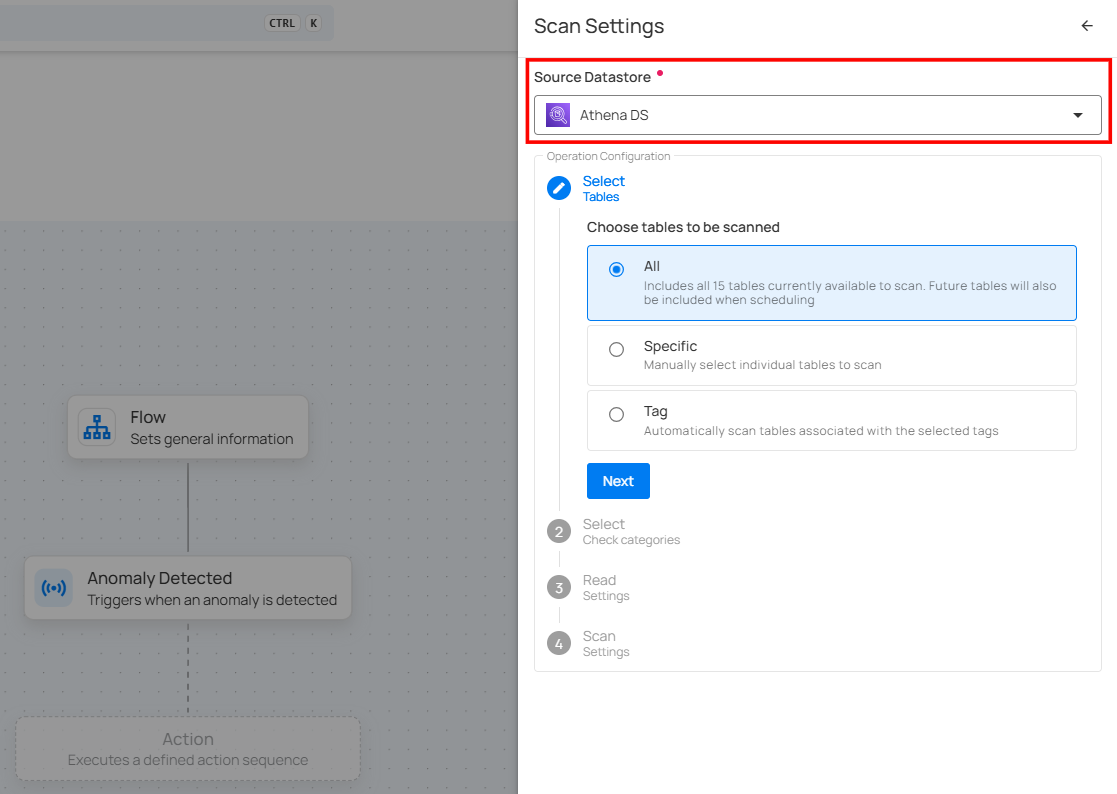 CTRL K
Scan Settings
Source Datastore
Athena DS
Operation Configuration
Select
Tables
Choose tables to be scanned
All
Includes all 15 tables currently available to scan. Future tables will also
be included when scheduling
Specific
Manually select individual tables to scan
Tag
Automatically scan tables associated with the selected tags
Next
2
Select
Check categories
3
Read
Settings
4
Scan
Settings
Flow
Sets general information
Anomaly Detected
Triggers when an anomaly is detected
Action
Executes a defined action sequence